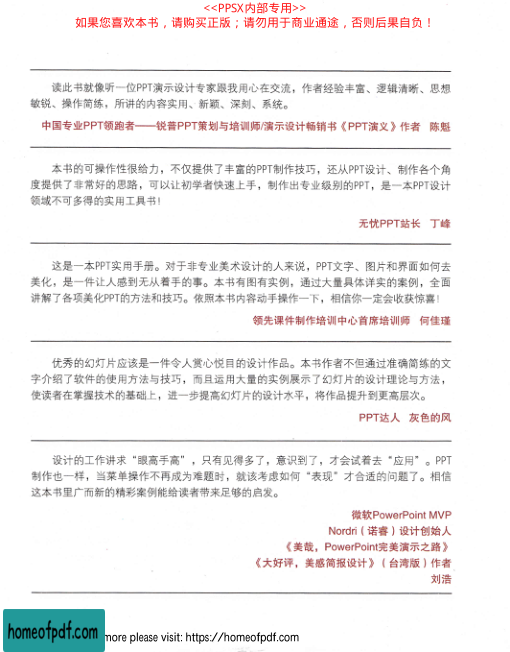 <<PPSX内部专用>>
如果您喜欢本书，请购买正版；请勿用于商业通途，否则后果自负！
读此书就像听一位PPT演示设计专家跟我用心在交流，作者经验丰富、逻辑清晰、思想
敏锐、操作简练，所讲的内容实用、新颖、深刻、系统。
中国专业PPT领跑者——锐普PPT策划与培训师/演示设计畅销书《PPT演义》作者 陈魁
本书的可操作性很给力，不仅提供了丰富的PPT制作技巧，还从PPT设计、制作各个角
度提供了非常好的思路，可以让初学者快速上手，制作出专业级别的PPT，是一本PPT设计
领域不可多得的实用工具书！
无忧PPT站长 丁峰
这是一本PPT实用手册。对于非专业美术设计的人来说，PPT文字、图片和界面如何去
美化，是一件让人感到无从着手的事。本书有图有实例，通过大量具体详实的案例，全面
讲解了各项美化PPT的方法和技巧。依照本书内容动手操作一下，相信你一定会收获惊喜！
领先课件制作培训中心首席培训师 何佳瑾
优秀的幻灯片应该是一件令人赏心悦目的设计作品。本书作者不但通过准确简练的文
字介绍了软件的使用方法与技巧，而且运用大量的实例展示了幻灯片的设计理论与方法，
使读者在掌握技术的基础上，进一步提高幻灯片的设计水平，将作品提升到更高层次。
PPT达人 灰色的风
设计的工作讲求“眼高手高”，只有见得多了，意识到了，才会试着去“应用”。PPT
制作也一样，当菜单操作不再成为难题时，就该考虑如何“表现”才合适的问题了。相信
这本书里广而新的精彩案例能给读者带来足够的启发。
微软PowerPoint MVP
Nordri（诺睿）设计创始人
《美哉，PowerPoint完美演示之路》
《大好评，美感简报设计》（台湾版）作者
刘浩
homeofpdf.com
more please visit: https://homeofpdf.com